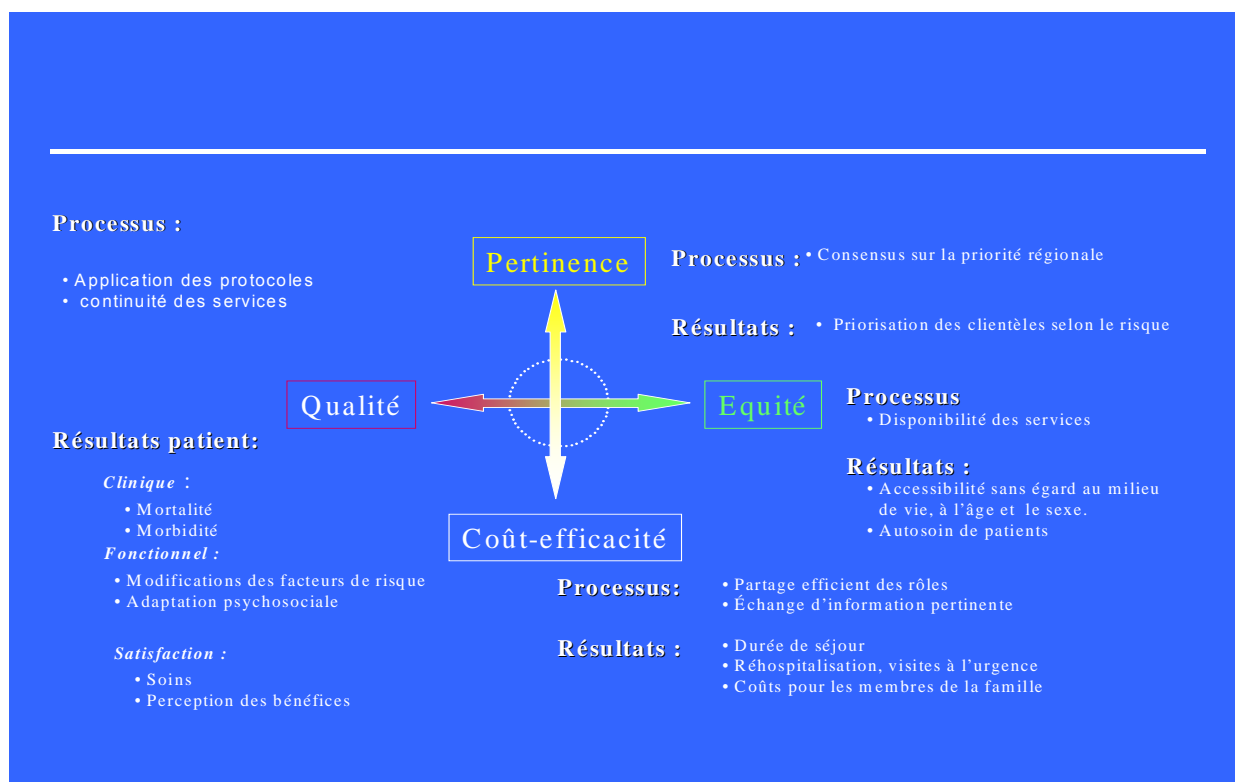 Processus :
• Application des protocoles
• continuité des services
Pertinence
Processus : • Consensus sur la priorité régionale
Résultats : • Priorisation des clientèles selon le risque
Qualité
Equité
Processus
• Disponibilité des services
Résultats :
• Accessibilité sans égard au milieu
de vie, à l’âge et le sexe.
• Autosoin de patients
Résultats patient:
Clinique :
• Mortalité
• Morbidité
Fonctionnel :
• Modifications des facteurs de risque
• Adaptation psychosociale
Satisfaction :
• Soins
• Perception des bénéfices
Coût-efficacité
Processus:
• Partage efficient des rôles
• Échange d’information pertinente
Résultats :
• Durée de séjour
• Réhospitalisation, visites à l’urgence
• Coûts pour les membres de la famille